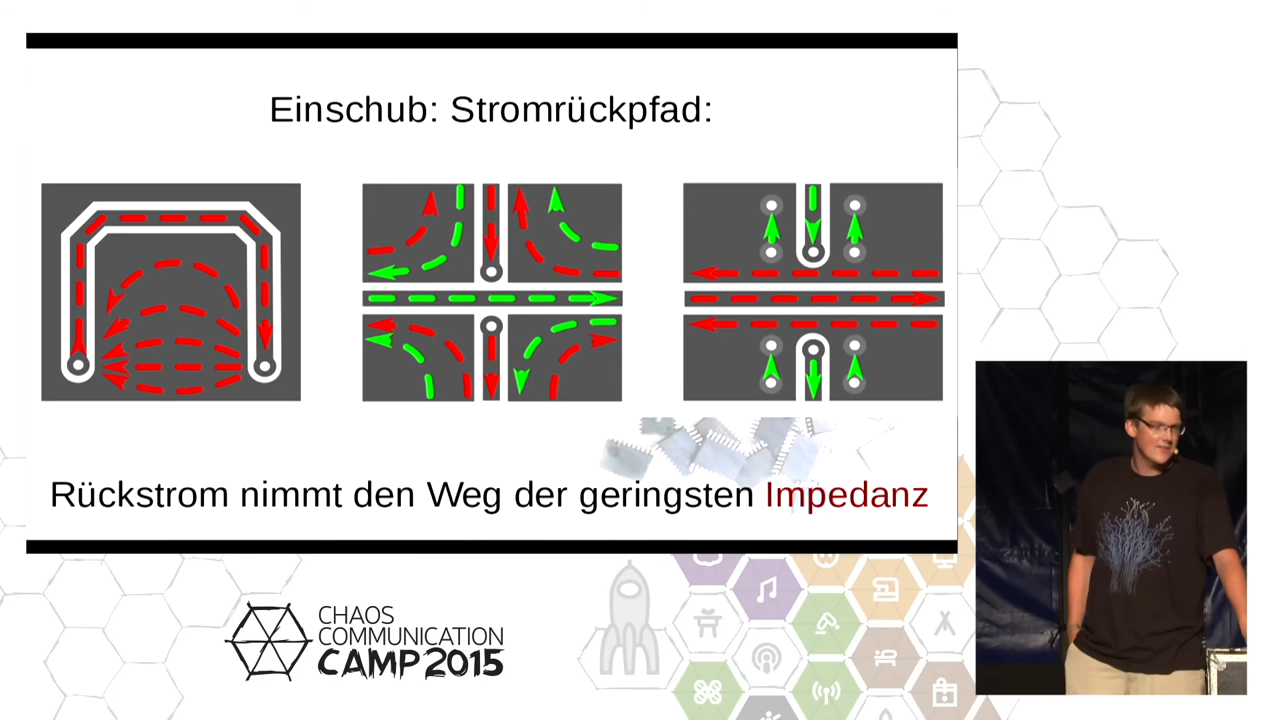 Einschub: Stromrückpfad:
Rückstrom nimmt den Weg der geringsten Impedanz
CHAOS
COMMUNICATION
CAMP 2015